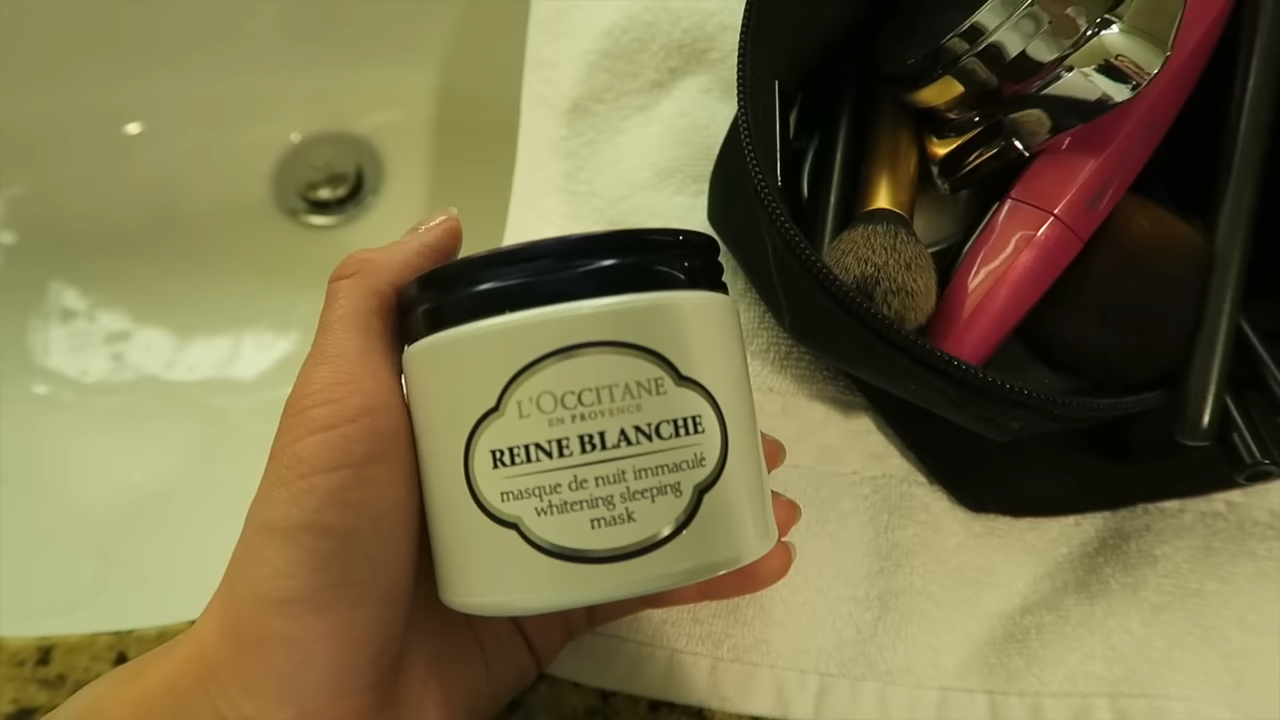 L'OCCITANE
EN PROVENCE
REINE BLANCHE
masque de nuit immaculé
whitening sleeping
mask